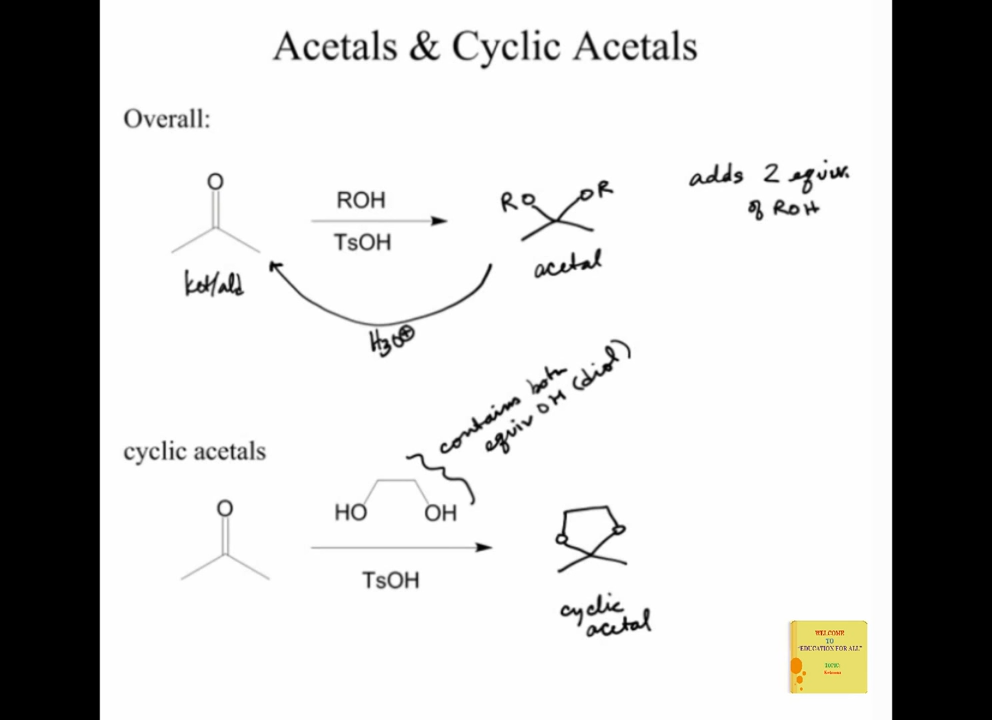 Acetals & Cyclic Acetals
Overall:
O
ROH
TsOH
RO OR
adds 2 equiv.
of ROH
ket/ald
acetal
H3O⊕
contains both
equiv OH (diol)
cyclic acetals
O
HO OH
TsOH
O O
cyclic
acetal
WELCOME
TO
"EDUCATION FOR ALL"